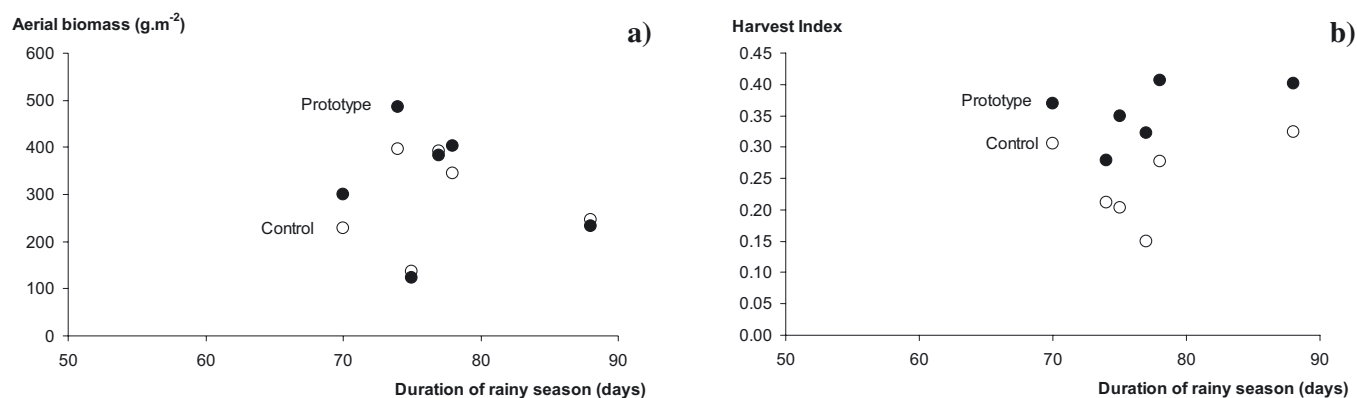 Aerial biomass (g.m-2)
a)
600
500
400
300
200
100
0
50
60
70
80
90
Prototype
Control
Duration of rainy season (days)
Harvest Index
b)
0.45
0.40
0.35
0.30
0.25
0.20
0.15
0.10
0.05
0.00
50
60
70
80
90
Prototype
Control
Duration of rainy season (days)